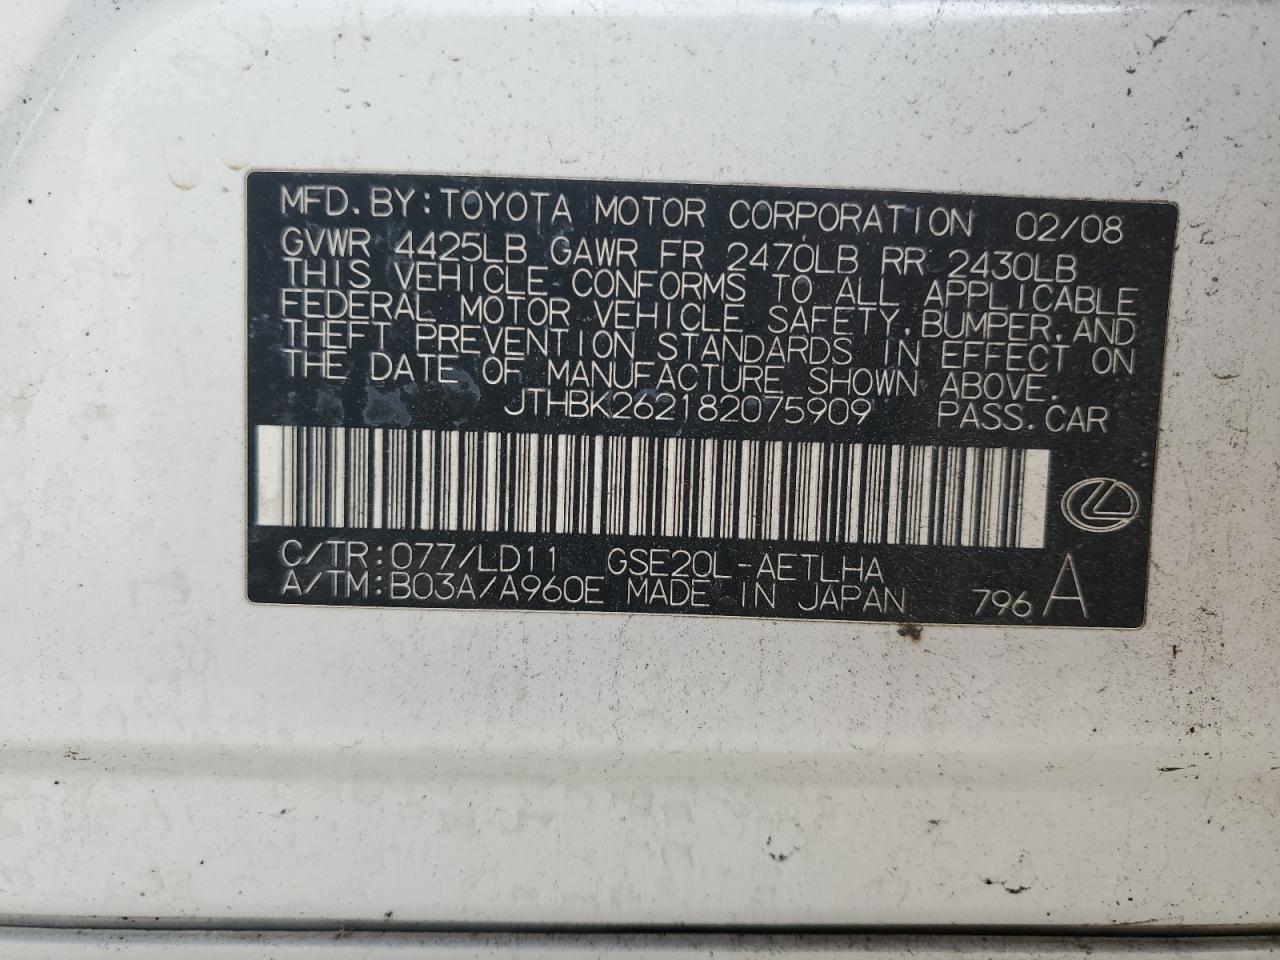 MFD. BY: TOYOTA MOTOR CORPORATION 02/08
GVWR 4425LB GAWR FR 2470LB RR 2430LB
THIS VEHICLE CONFORMS TO ALL APPLICABLE
FEDERAL MOTOR VEHICLE SAFETY, BUMPER, AND
THEFT PREVENTION STANDARDS IN EFFECT ON
THE DATE OF MANUFACTURE SHOWN ABOVE.
JTHBK262182075909 PASS. CAR
C/TR: 077/LD11 GSE20L-AETLHA
A/TM: B03A/A960E MADE IN JAPAN 796 A